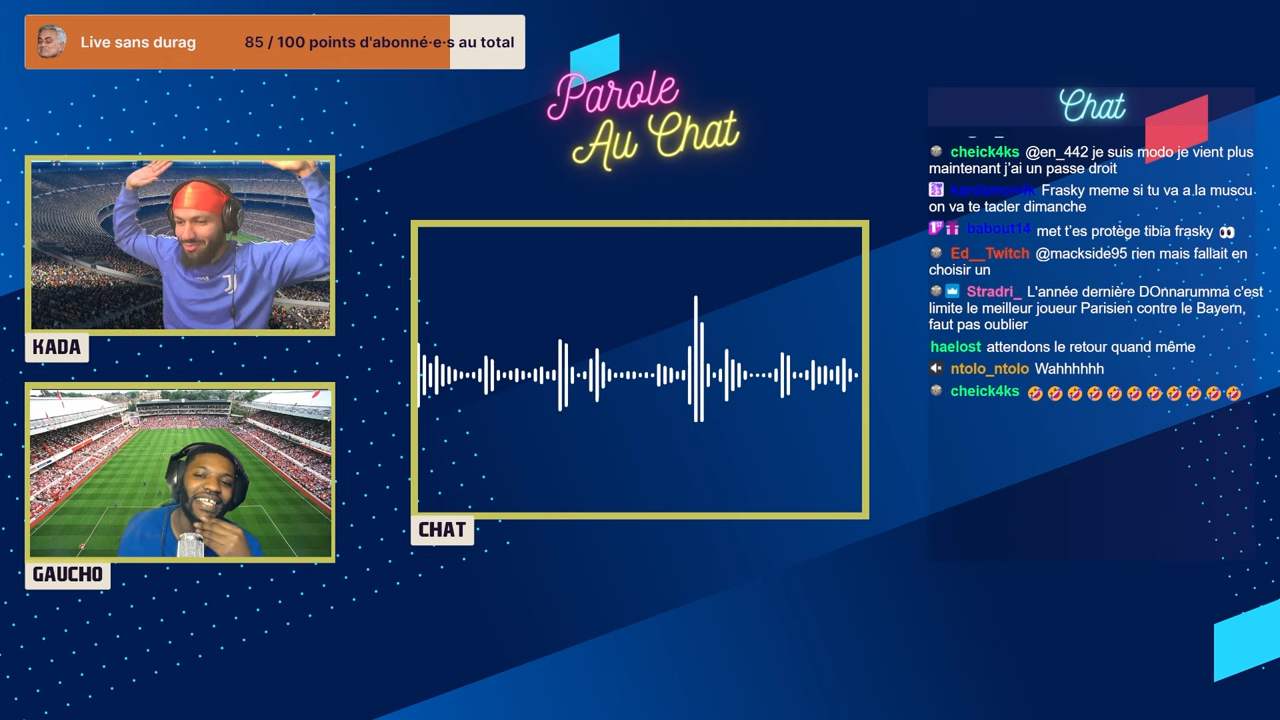 Live sans durag
85 / 100 points d'abonné·e·s au total
Parole
Au Chat
KADA
GAUCHO
CHAT
Chat
cheick4ks @en_442 je suis modo je vient plus
maintenant j'ai un passe droit
Frasky meme si tu va a.la muscu
on va te tacler dimanche
babout14 met t'es protège tibia frasky
Ed__Twitch @mackside95 rien mais fallait en
choisir un
Stradri_ L'année dernière DOnnarumma c'est
limite le meilleur joueur Parisien contre le Bayern,
faut pas oublier
haelost attendons le retour quand même
ntolo_ntolo Wahhhhhh
cheick4ks